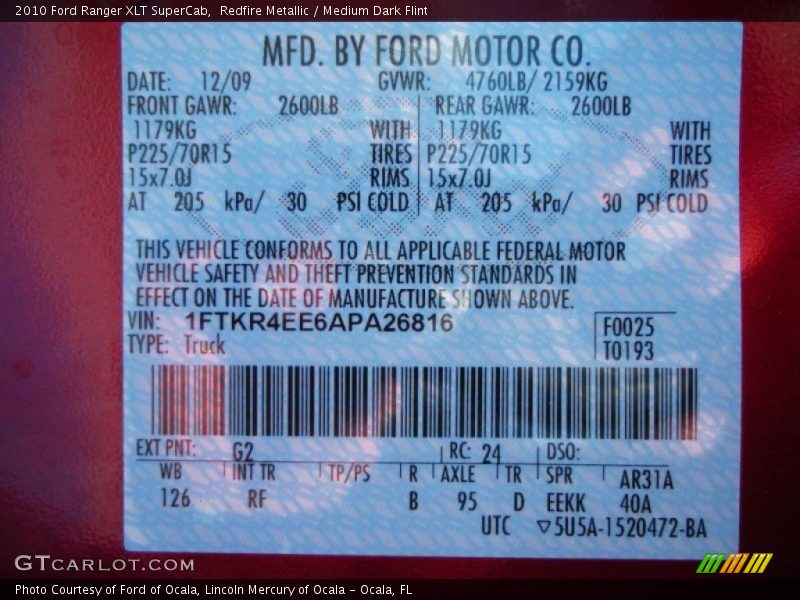 2010 Ford Ranger XLT SuperCab,  Redfire Metallic / Medium Dark Flint
MFD. BY FORD MOTOR CO.
DATE: 12/09 GVWR: 4760LB/ 2159KG
FRONT GAWR: 2600LB REAR GAWR: 2600LB
1179KG WITH 1179KG WITH
P225/70R15 TIRES P225/70R15 TIRES
15x7.0J RIMS 15x7.0J RIMS
AT 205 kPa/ 30 PSI COLD AT 205 kPa/ 30 PSI COLD
THIS VEHICLE CONFORMS TO ALL APPLICABLE FEDERAL MOTOR
VEHICLE SAFETY AND THEFT PREVENTION STANDARDS IN
EFFECT ON THE DATE OF MANUFACTURE SHOWN ABOVE.
VIN: 1FTKR4EE6APA26816 F0025
TYPE: Truck T0193
EXT PNT: G2 RC: 24 DSO:
WB INT TR TP/PS R AXLE TR SPR AR31A
126 RF B 95 D EEKK 40A
UTC ▽5U5A-1520472-BA
GTCARLOT.COM
Photo Courtesy of Ford of Ocala, Lincoln Mercury of Ocala – Ocala, FL